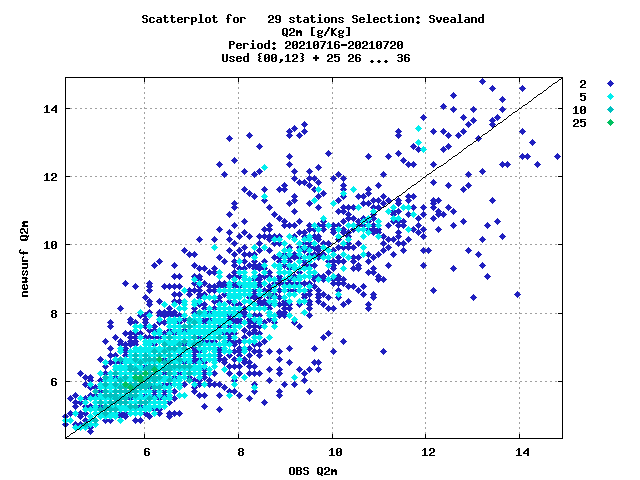 Scatterplot for   29 stations Selection: Svealand
Q2m [g/Kg]
Period: 20210716-20210720
Used {00,12} + 25 26 ... 36
2
5
10
25
14
12
10
8
6
newsurf Q2m
6 8 10 12 14
OBS Q2m